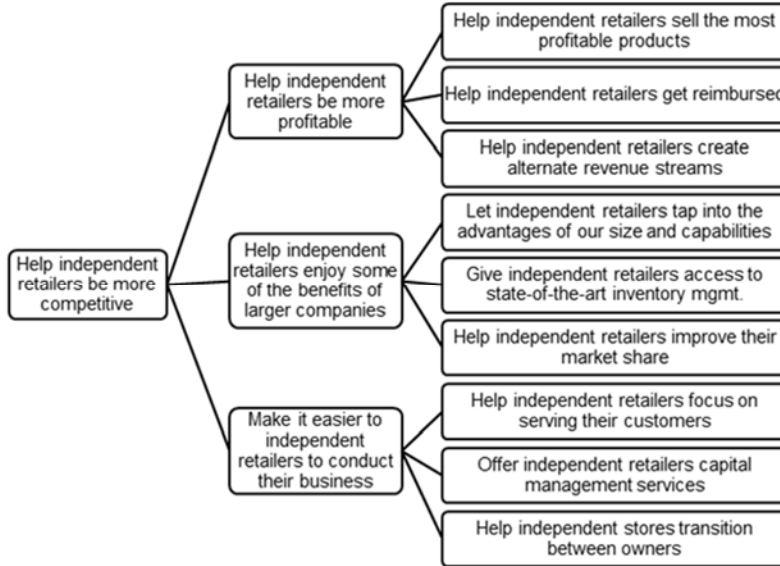 Help independent
retailers be more
competitive
Help independent
retailers be more
profitable
Help independent retailers sell the most
profitable products
Help independent retailers get reimbursed
Help independent retailers create
alternate revenue streams
Help independent
retailers enjoy some
of the benefits of
larger companies
Let independent retailers tap into the
advantages of our size and capabilities
Give independent retailers access to
state-of-the-art inventory mgmt.
Help independent retailers improve their
market share
Make it easier to
independent
retailers to conduct
their business
Help independent retailers focus on
serving their customers
Offer independent retailers capital
management services
Help independent stores transition
between owners